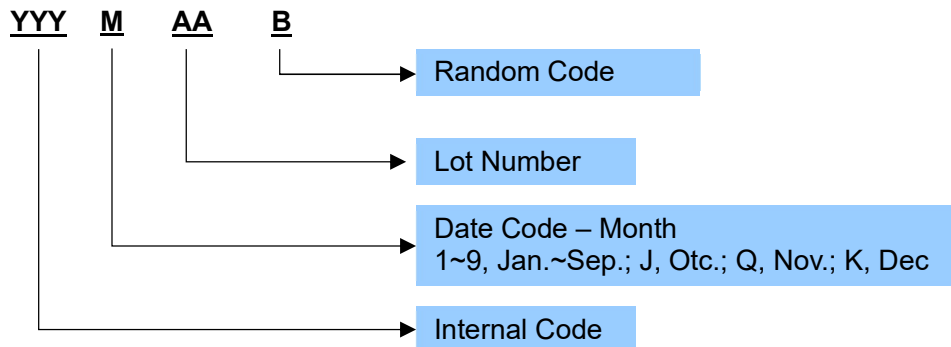 YYY M AA B
Random Code
Lot Number
Date Code – Month
1~9, Jan.~Sep.; J, Otc.; Q, Nov.; K, Dec
Internal Code